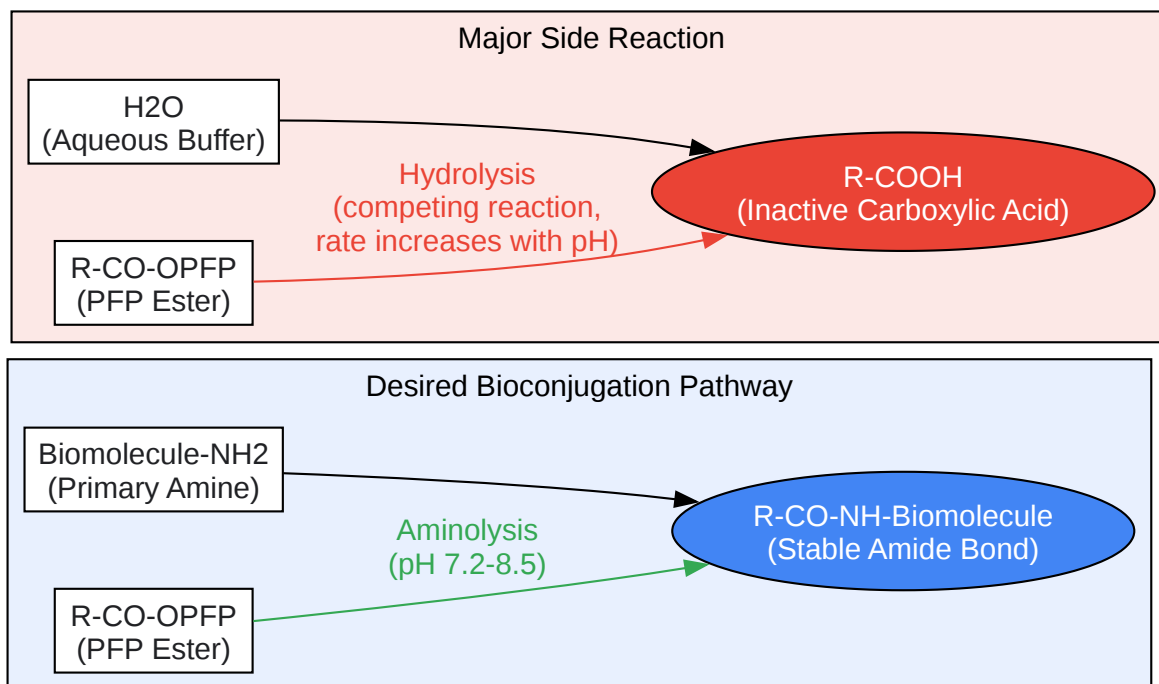 Major Side Reaction
H2O
(Aqueous Buffer)
Hydrolysis
(competing reaction,
rate increases with pH)
R-CO-OPFP
(PFP Ester)
R-COOH
(Inactive Carboxylic Acid)
Desired Bioconjugation Pathway
Biomolecule-NH2
(Primary Amine)
Aminolysis
(pH 7.2-8.5)
R-CO-OPFP
(PFP Ester)
R-CO-NH-Biomolecule
(Stable Amide Bond)